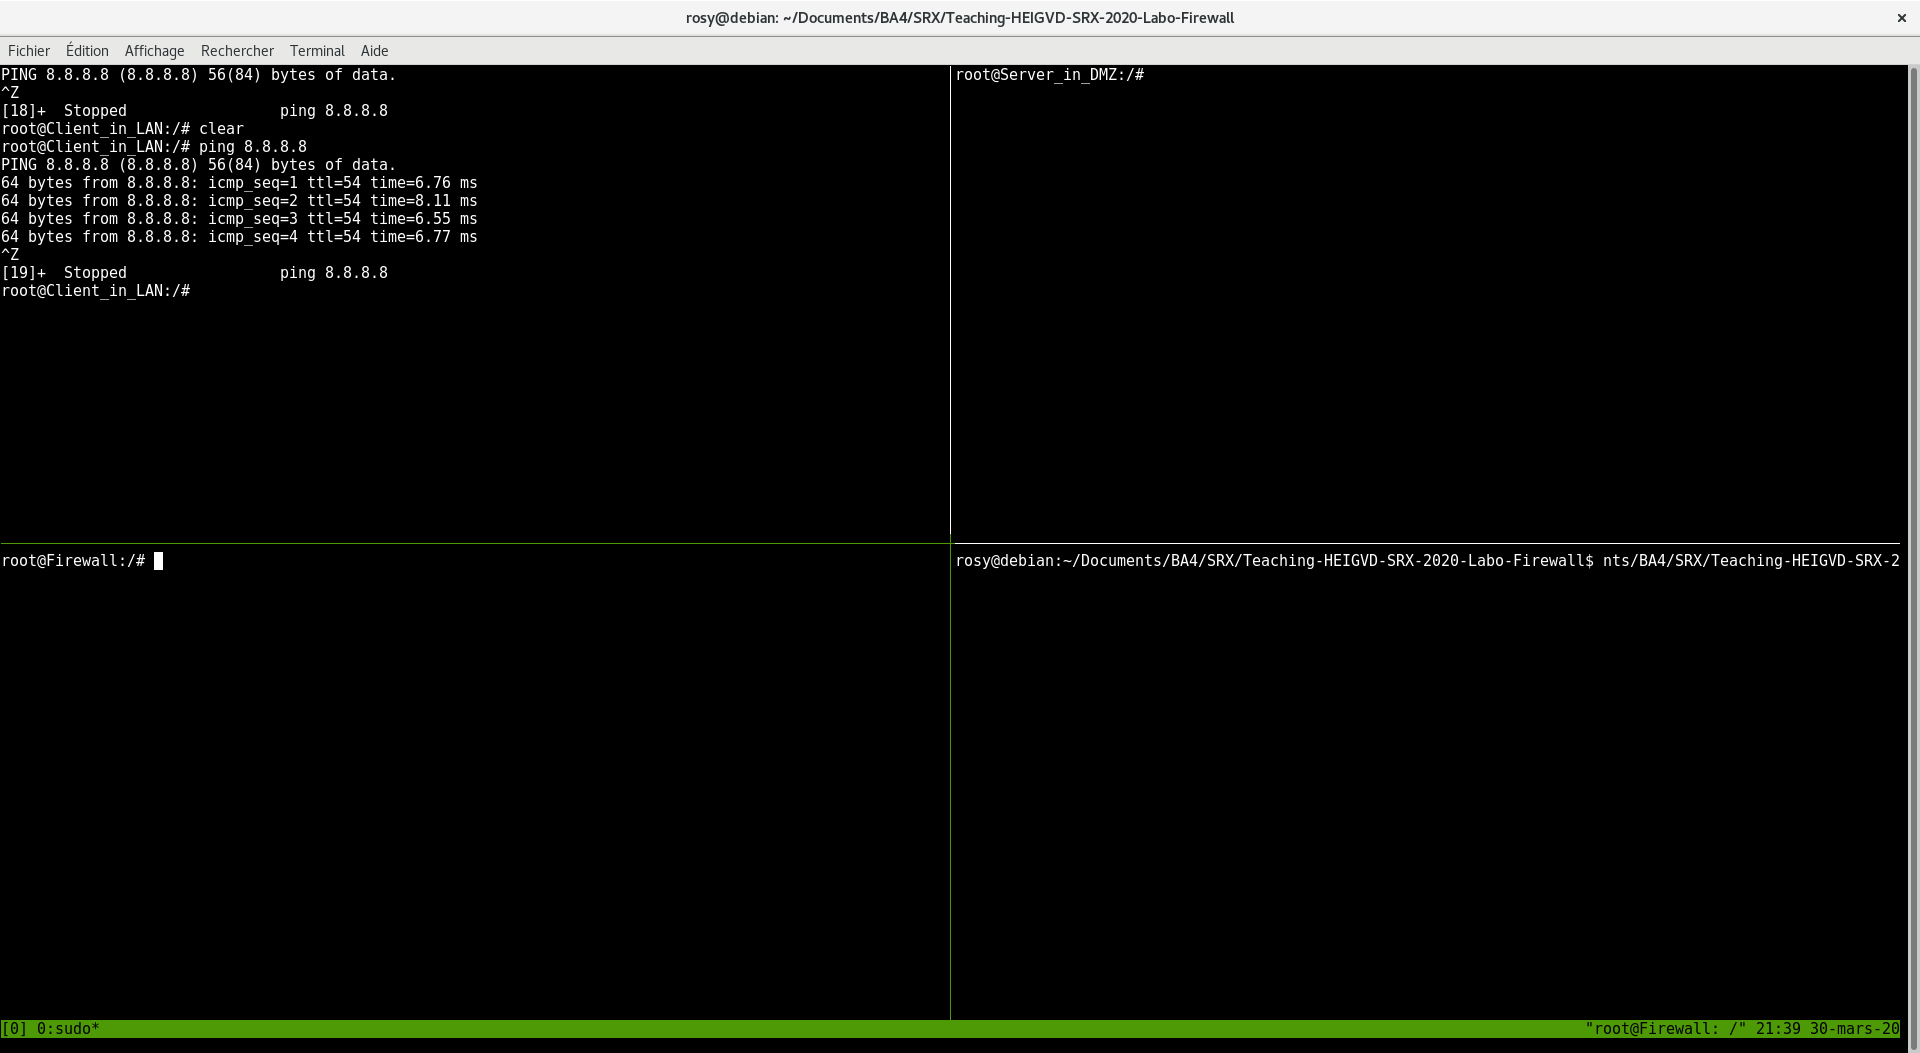 rosy@debian: ~/Documents/BA4/SRX/Teaching-HEIGVD-SRX-2020-Labo-Firewall
Fichier Édition Affichage Rechercher Terminal Aide
PING 8.8.8.8 (8.8.8.8) 56(84) bytes of data.
^Z
[18]+  Stopped                 ping 8.8.8.8
root@Client_in_LAN:/# clear
root@Client_in_LAN:/# ping 8.8.8.8
PING 8.8.8.8 (8.8.8.8) 56(84) bytes of data.
64 bytes from 8.8.8.8: icmp_seq=1 ttl=54 time=6.76 ms
64 bytes from 8.8.8.8: icmp_seq=2 ttl=54 time=8.11 ms
64 bytes from 8.8.8.8: icmp_seq=3 ttl=54 time=6.55 ms
64 bytes from 8.8.8.8: icmp_seq=4 ttl=54 time=6.77 ms
^Z
[19]+  Stopped                 ping 8.8.8.8
root@Client_in_LAN:/#
root@Server_in_DMZ:/#
root@Firewall:/#
rosy@debian:~/Documents/BA4/SRX/Teaching-HEIGVD-SRX-2020-Labo-Firewall$ nts/BA4/SRX/Teaching-HEIGVD-SRX-2
[0] 0:sudo* "root@Firewall: /" 21:39 30-mars-20